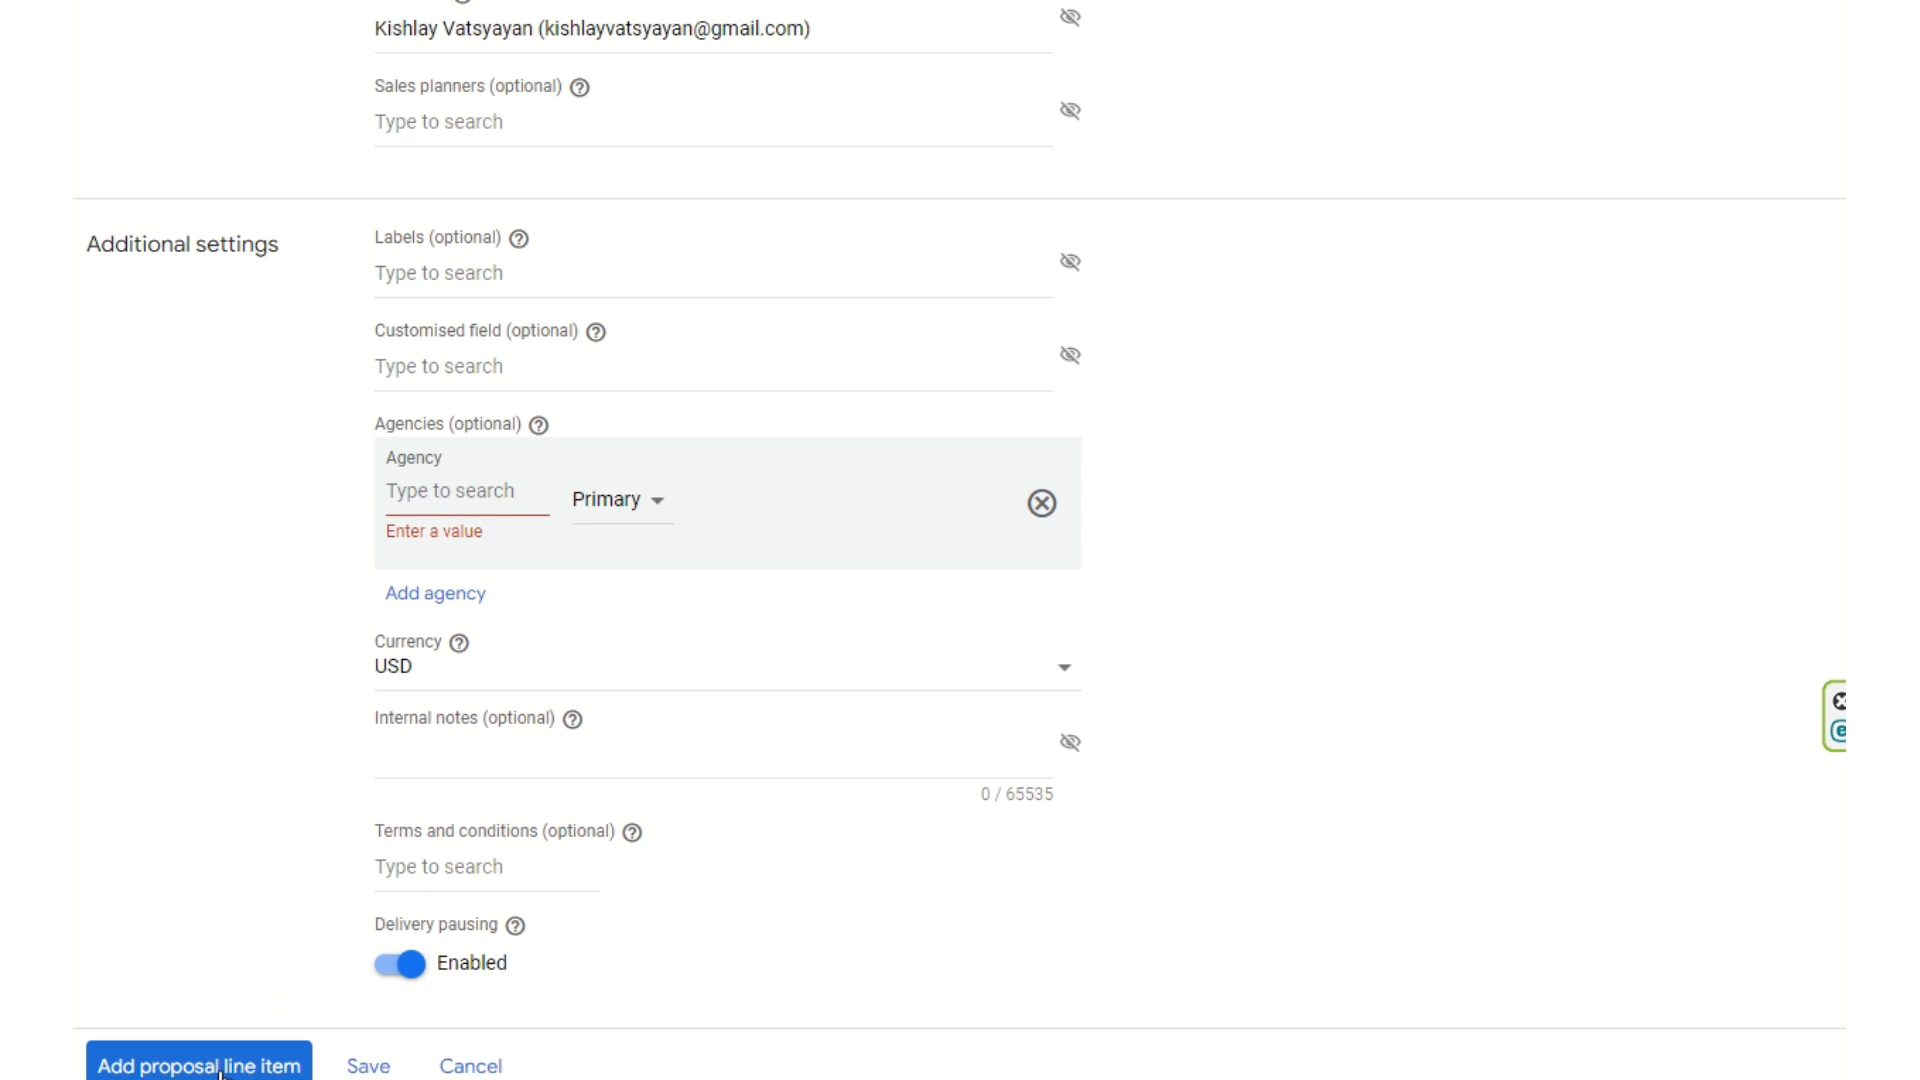 Kishlay Vatsyayan (kishlayvatsyayan@gmail.com)
Sales planners (optional)
Type to search
Additional settings
Labels (optional)
Type to search
Customised field (optional)
Type to search
Agencies (optional)
Agency
Type to search
Primary
Enter a value
Add agency
Currency
USD
Internal notes (optional)
0 / 65535
Terms and conditions (optional)
Type to search
Delivery pausing
Enabled
Add proposal line item Save Cancel